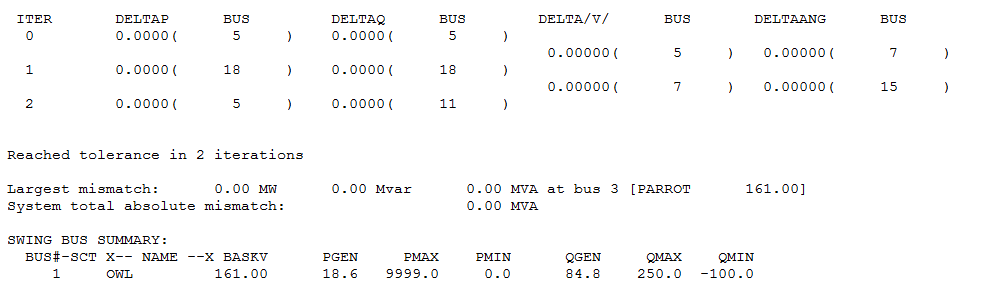 ITER DELTAP BUS DELTAQ BUS DELTA/V/ BUS DELTAANG BUS
0 0.0000( 5 ) 0.0000( 5 )
0.00000( 5 ) 0.00000( 7 )
1 0.0000( 18 ) 0.0000( 18 )
0.00000( 7 ) 0.00000( 15 )
2 0.0000( 5 ) 0.0000( 11 )
Reached tolerance in 2 iterations
Largest mismatch: 0.00 MW 0.00 Mvar 0.00 MVA at bus 3 [PARROT 161.00]
System total absolute mismatch: 0.00 MVA
SWING BUS SUMMARY:
BUS#-SCT X-- NAME --X BASKV PGEN PMAX PMIN QGEN QMAX QMIN
1 OWL 161.00 18.6 9999.0 0.0 84.8 250.0 -100.0